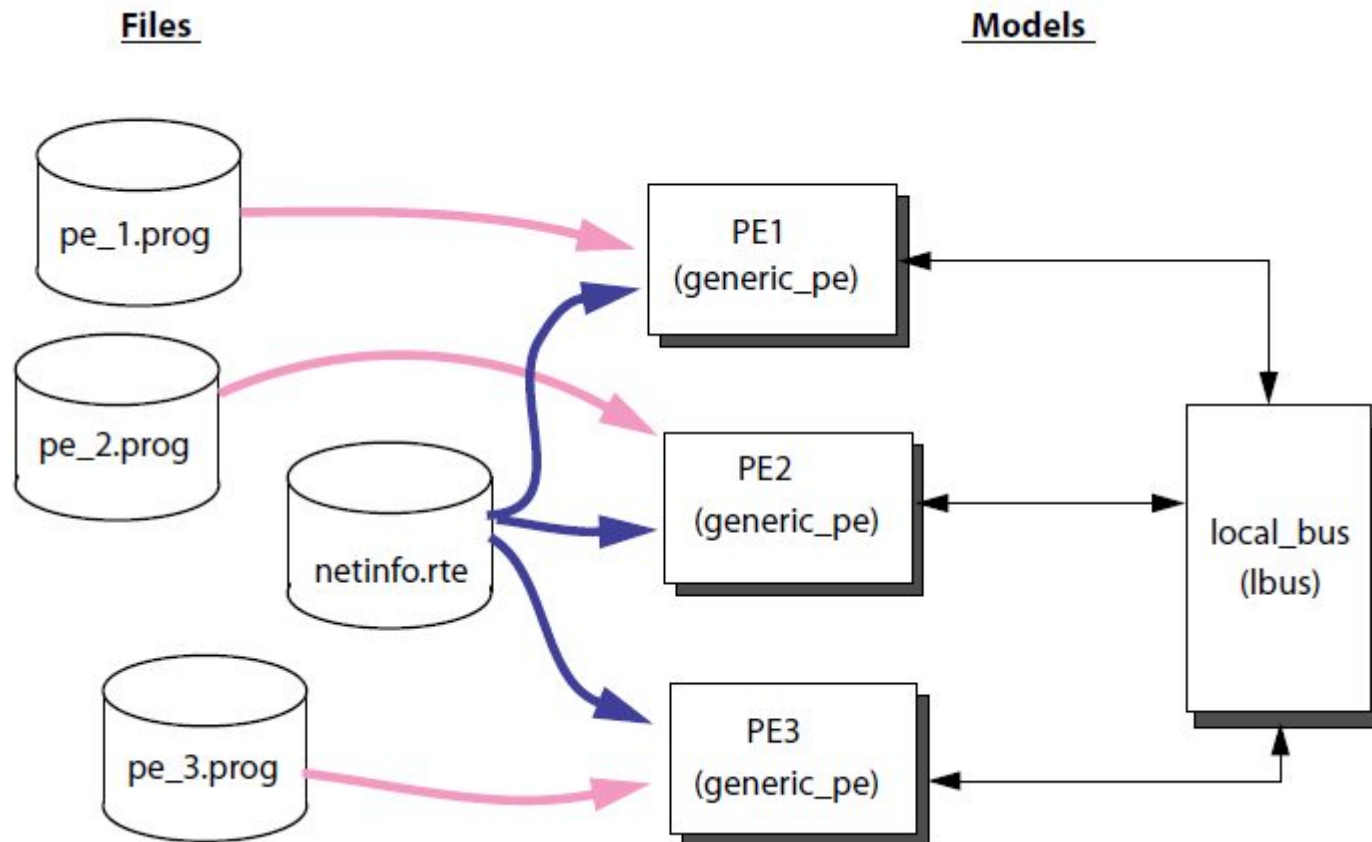 Files
Models
pe_1.prog
PE1
(generic_pe)
pe_2.prog
PE2
(generic_pe)
netinfo.rte
local_bus
(lbus)
pe_3.prog
PE3
(generic_pe)